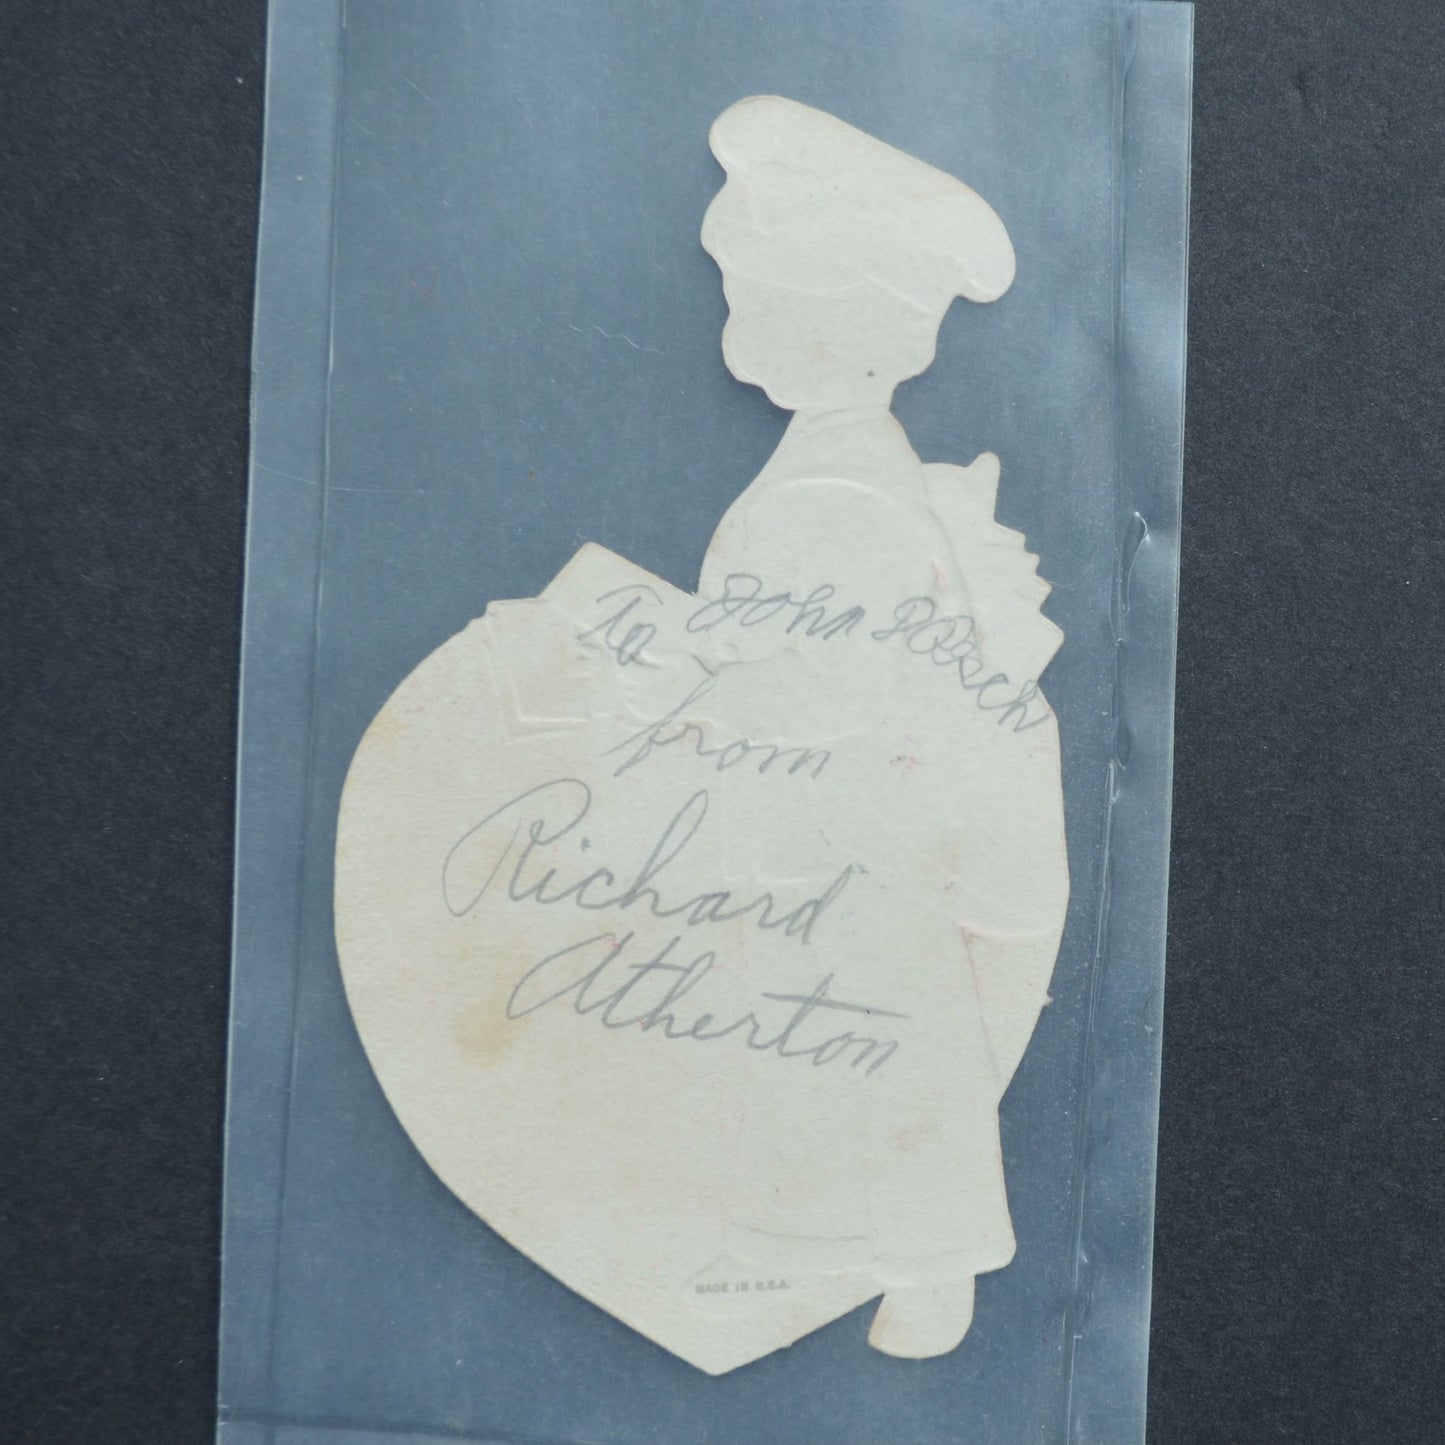 To John
from
Richard
Atherton
MADE IN U.S.A.